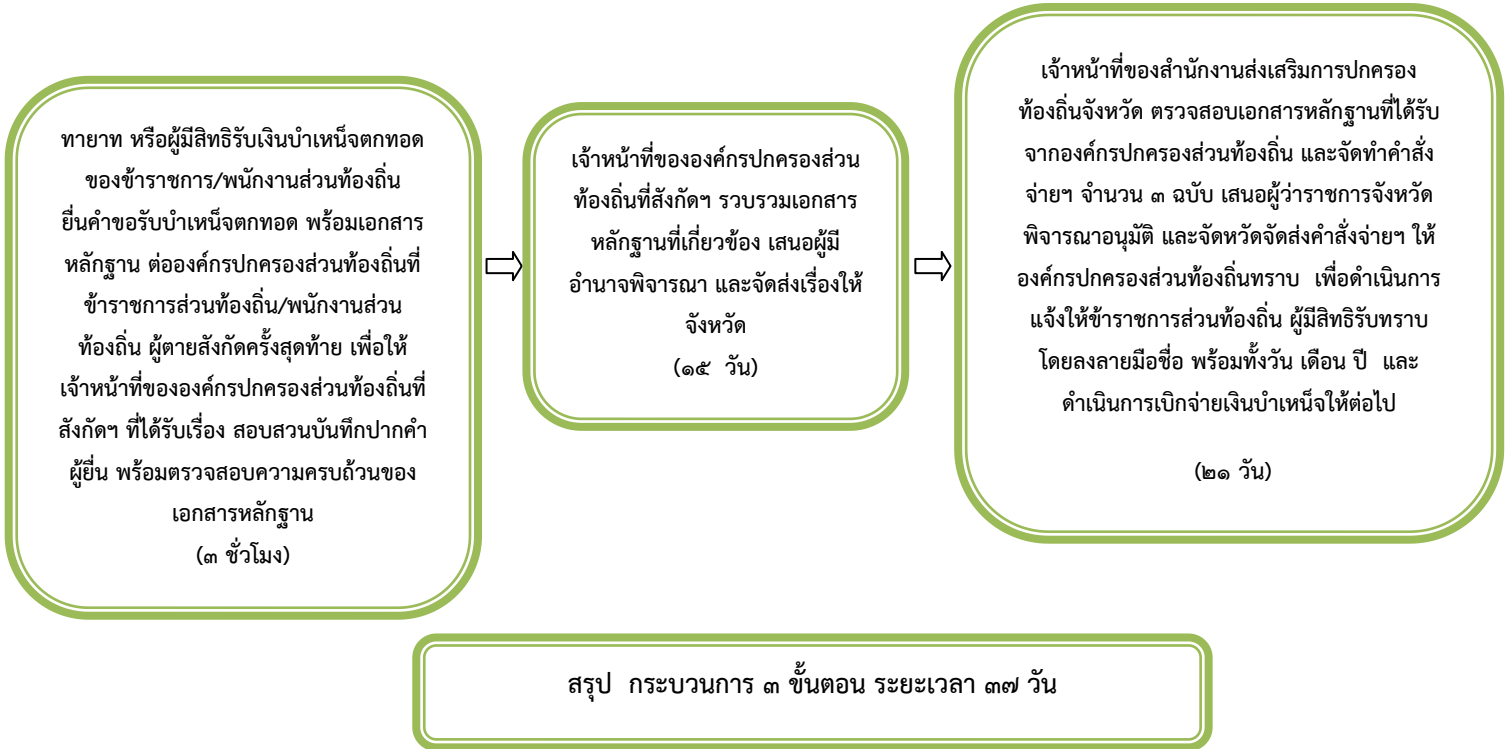 ทายาท หรือผู้มีสิทธิรับเงินบำเหน็จตกทอด
ของข้าราชการ/พนักงานส่วนท้องถิ่น
ยื่นคำขอรับบำเหน็จตกทอด พร้อมเอกสาร
หลักฐาน ต่อองค์กรปกครองส่วนท้องถิ่นที่
ข้าราชการส่วนท้องถิ่น/พนักงานส่วน
ท้องถิ่น ผู้ตายสังกัดครั้งสุดท้าย เพื่อให้
เจ้าหน้าที่ขององค์กรปกครองส่วนท้องถิ่นที่
สังกัดฯ ที่ได้รับเรื่อง สอบสวนบันทึกปากคำ
ผู้ยื่น พร้อมตรวจสอบความครบถ้วนของ
เอกสารหลักฐาน
(๓ ชั่วโมง)
เจ้าหน้าที่ขององค์กรปกครองส่วน
ท้องถิ่นที่สังกัดฯ รวบรวมเอกสาร
หลักฐานที่เกี่ยวข้อง เสนอผู้มี
อำนาจพิจารณา และจัดส่งเรื่องให้
จังหวัด
(๑๕ วัน)
เจ้าหน้าที่ของสำนักงานส่งเสริมการปกครอง
ท้องถิ่นจังหวัด ตรวจสอบเอกสารหลักฐานที่ได้รับ
จากองค์กรปกครองส่วนท้องถิ่น และจัดทำคำสั่ง
จ่ายฯ จำนวน ๓ ฉบับ เสนอผู้ว่าราชการจังหวัด
พิจารณาอนุมัติ และจัดหวัดจัดส่งคำสั่งจ่ายฯ ให้
องค์กรปกครองส่วนท้องถิ่นทราบ เพื่อดำเนินการ
แจ้งให้ข้าราชการส่วนท้องถิ่น ผู้มีสิทธิรับทราบ
โดยลงลายมือชื่อ พร้อมทั้งวัน เดือน ปี และ
ดำเนินการเบิกจ่ายเงินบำเหน็จให้ต่อไป
(๒๑ วัน)
สรุป กระบวนการ ๓ ขั้นตอน ระยะเวลา ๓๗ วัน